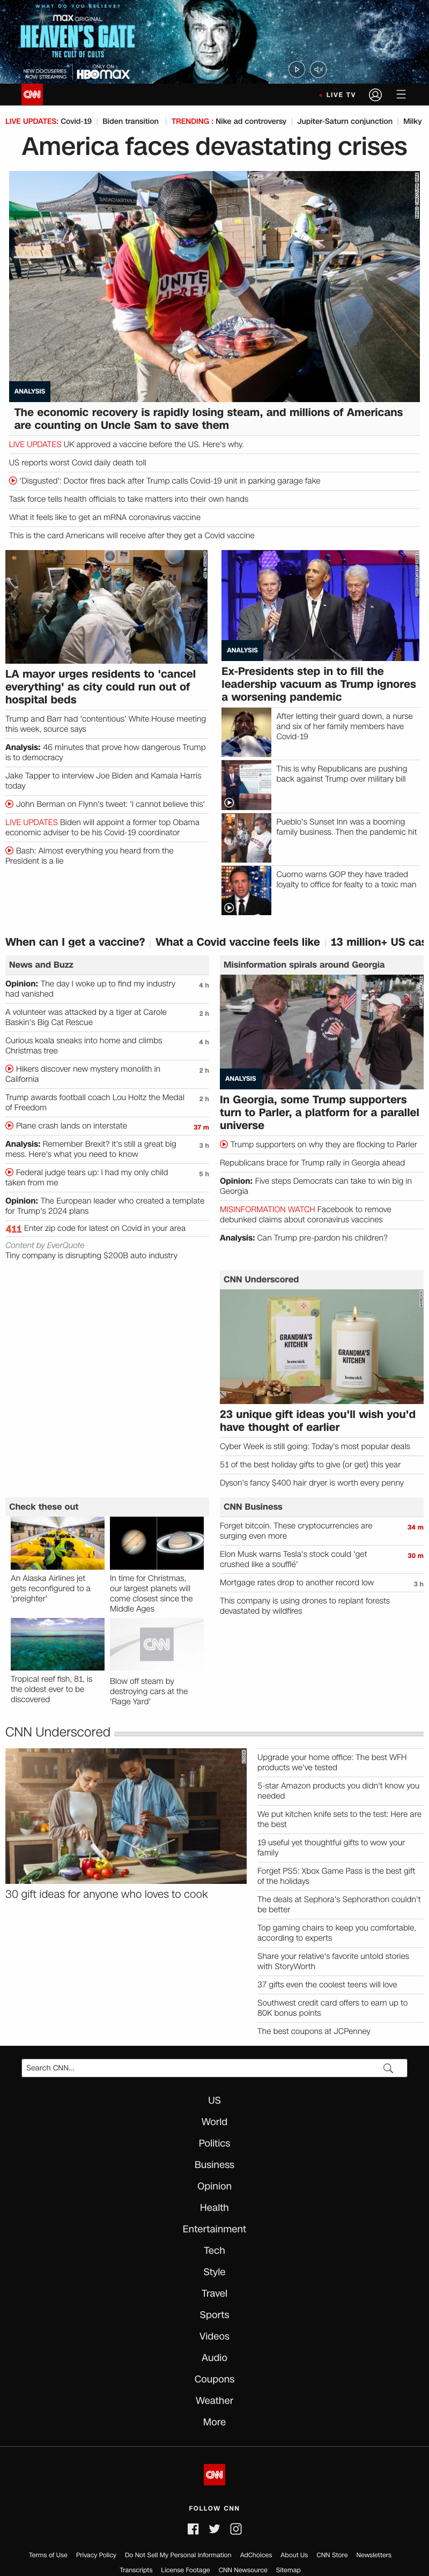 WHAT DO YOU BELIEVE?
max ORIGINAL
HEAVEN'S GATE
THE CULT OF CULTS
NEW DOCUSERIES
NOW STREAMING
ONLY ON
HBOMAX
CNN
LIVE TV
LIVE UPDATES: Covid-19 | Biden transition | TRENDING : Nike ad controversy | Jupiter-Saturn conjunction | Milky
America faces devastating crises
UNITE HERE!
ANALYSIS
The economic recovery is rapidly losing steam, and millions of Americans
are counting on Uncle Sam to save them
LIVE UPDATES UK approved a vaccine before the US. Here's why.
US reports worst Covid daily death toll
'Disgusted': Doctor fires back after Trump calls Covid-19 unit in parking garage fake
Task force tells health officials to take matters into their own hands
What it feels like to get an mRNA coronavirus vaccine
This is the card Americans will receive after they get a Covid vaccine
LA mayor urges residents to 'cancel
everything' as city could run out of
hospital beds
Trump and Barr had 'contentious' White House meeting
this week, source says
Analysis: 46 minutes that prove how dangerous Trump
is to democracy
Jake Tapper to interview Joe Biden and Kamala Harris
today
John Berman on Flynn's tweet: 'I cannot believe this'
LIVE UPDATES Biden will appoint a former top Obama
economic adviser to be his Covid-19 coordinator
Bash: Almost everything you heard from the
President is a lie
ANALYSIS
Ex-Presidents step in to fill the
leadership vacuum as Trump ignores
a worsening pandemic
After letting their guard down, a nurse
and six of her family members have
Covid-19
This is why Republicans are pushing
back against Trump over military bill
Pueblo's Sunset Inn was a booming
family business. Then the pandemic hit
Cuomo warns GOP they have traded
loyalty to office for fealty to a toxic man
When can I get a vaccine? | What a Covid vaccine feels like | 13 million+ US cas
News and Buzz
Opinion: The day I woke up to find my industry
had vanished
4 h
A volunteer was attacked by a tiger at Carole
Baskin's Big Cat Rescue
2 h
Curious koala sneaks into home and climbs
Christmas tree
4 h
Hikers discover new mystery monolith in
California
2 h
Trump awards football coach Lou Holtz the Medal
of Freedom
2 h
Plane crash lands on interstate
37 m
Analysis: Remember Brexit? It's still a great big
mess. Here's what you need to know
3 h
Federal judge tears up: I had my only child
taken from me
5 h
Opinion: The European leader who created a template
for Trump's 2024 plans
411 Enter zip code for latest on Covid in your area
Content by EverQuote
Tiny company is disrupting $200B auto industry
Misinformation spirals around Georgia
ANALYSIS
In Georgia, some Trump supporters
turn to Parler, a platform for a parallel
universe
Trump supporters on why they are flocking to Parler
Republicans brace for Trump rally in Georgia ahead
Opinion: Five steps Democrats can take to win big in
Georgia
MISINFORMATION WATCH Facebook to remove
debunked claims about coronavirus vaccines
Analysis: Can Trump pre-pardon his children?
CNN Underscored
GRANDMA'S
KITCHEN
homesick
GRANDMA'S
KITCHEN
homesick
23 unique gift ideas you'll wish you'd
have thought of earlier
Cyber Week is still going: Today's most popular deals
51 of the best holiday gifts to give (or get) this year
Dyson's fancy $400 hair dryer is worth every penny
Check these out
An Alaska Airlines jet
gets reconfigured to a
'preighter'
In time for Christmas,
our largest planets will
come closest since the
Middle Ages
Tropical reef fish, 81, is
the oldest ever to be
discovered
CNN
Blow off steam by
destroying cars at the
'Rage Yard'
CNN Business
Forget bitcoin. These cryptocurrencies are
surging even more
34 m
Elon Musk warns Tesla's stock could 'get
crushed like a soufflé'
30 m
Mortgage rates drop to another record low
3 h
This company is using drones to replant forests
devastated by wildfires
CNN Underscored
30 gift ideas for anyone who loves to cook
Upgrade your home office: The best WFH
products we've tested
5-star Amazon products you didn't know you
needed
We put kitchen knife sets to the test: Here are
the best
19 useful yet thoughtful gifts to wow your
family
Forget PS5: Xbox Game Pass is the best gift
of the holidays
The deals at Sephora's Sephorathon couldn't
be better
Top gaming chairs to keep you comfortable,
according to experts
Share your relative's favorite untold stories
with StoryWorth
37 gifts even the coolest teens will love
Southwest credit card offers to earn up to
80K bonus points
The best coupons at JCPenney
Search CNN...
US
World
Politics
Business
Opinion
Health
Entertainment
Tech
Style
Travel
Sports
Videos
Audio
Coupons
Weather
More
CNN
FOLLOW CNN
Terms of Use Privacy Policy Do Not Sell My Personal Information AdChoices About Us CNN Store Newsletters
Transcripts License Footage CNN Newsource Sitemap